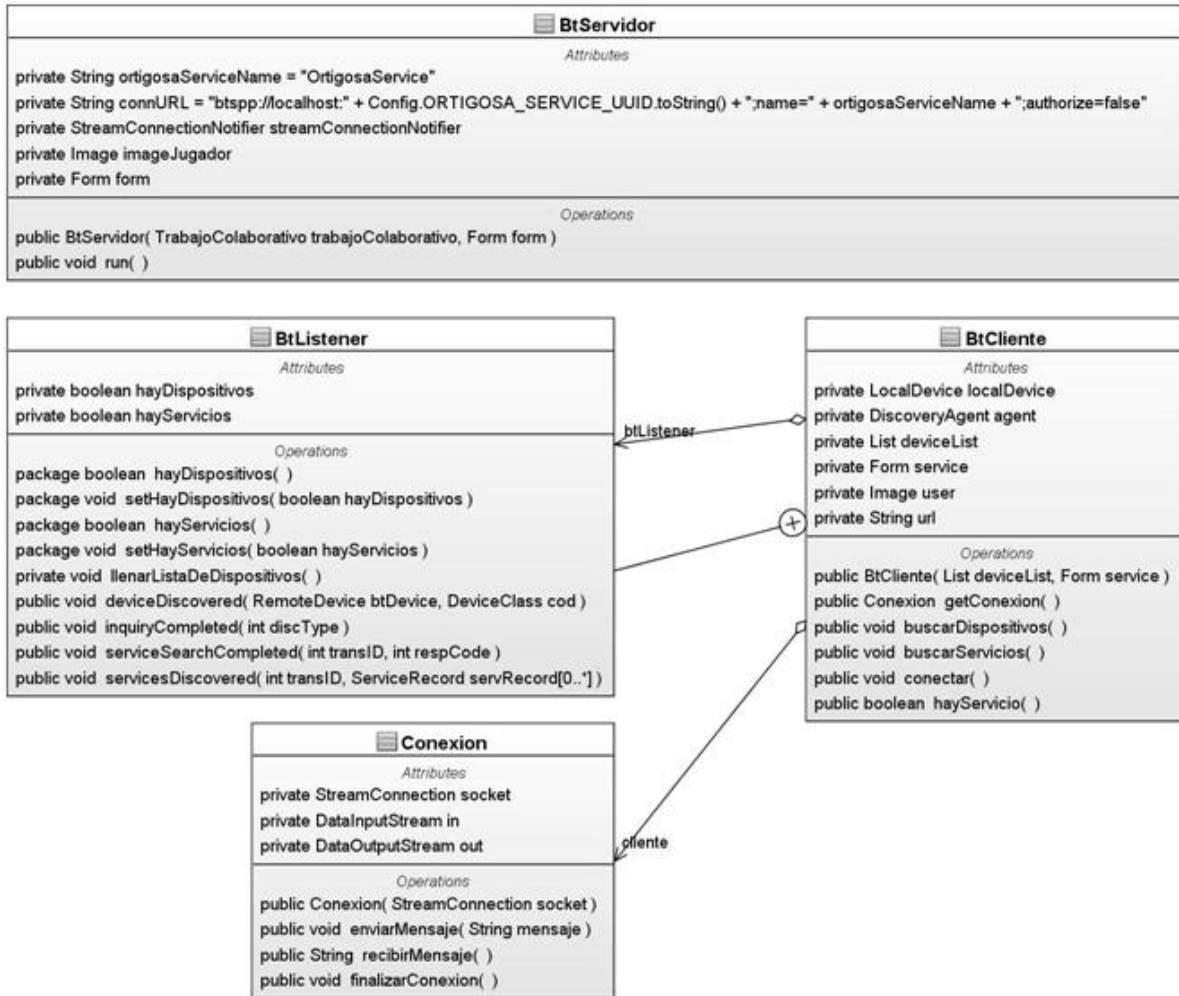 BtServidor
Attributes
private String ortigosaServiceName = "OrtigosaService"
private String connURL = "btspp://localhost:" + Config.ORTIGOSA_SERVICE_UUID.toString() + ";name=" + ortigosaServiceName + ";authorize=false"
private StreamConnectionNotifier streamConnectionNotifier
private Image imageJugador
private Form form
Operations
public BtServidor( TrabajoColaborativo trabajoColaborativo, Form form )
public void run( )
BtListener
Attributes
private boolean hayDispositivos
private boolean hayServicios
Operations
package boolean hayDispositivos( )
package void setHayDispositivos( boolean hayDispositivos )
package boolean hayServicios( )
package void setHayServicios( boolean hayServicios )
private void llenarListaDeDispositivos( )
public void deviceDiscovered( RemoteDevice btDevice, DeviceClass cod )
public void inquiryCompleted( int discType )
public void serviceSearchCompleted( int transID, int respCode )
public void servicesDiscovered( int transID, ServiceRecord servRecord[0..*] )
btListener
BtCliente
Attributes
private LocalDevice localDevice
private DiscoveryAgent agent
private List deviceList
private Form service
private Image user
private String url
Operations
public BtCliente( List deviceList, Form service )
public Conexion getConexion( )
public void buscarDispositivos( )
public void buscarServicios( )
public void conectar( )
public boolean hayServicio( )
cliente
Conexion
Attributes
private StreamConnection socket
private DataInputStream in
private DataOutputStream out
Operations
public Conexion( StreamConnection socket )
public void enviarMensaje( String mensaje )
public String recibirMensaje( )
public void finalizarConexion( )